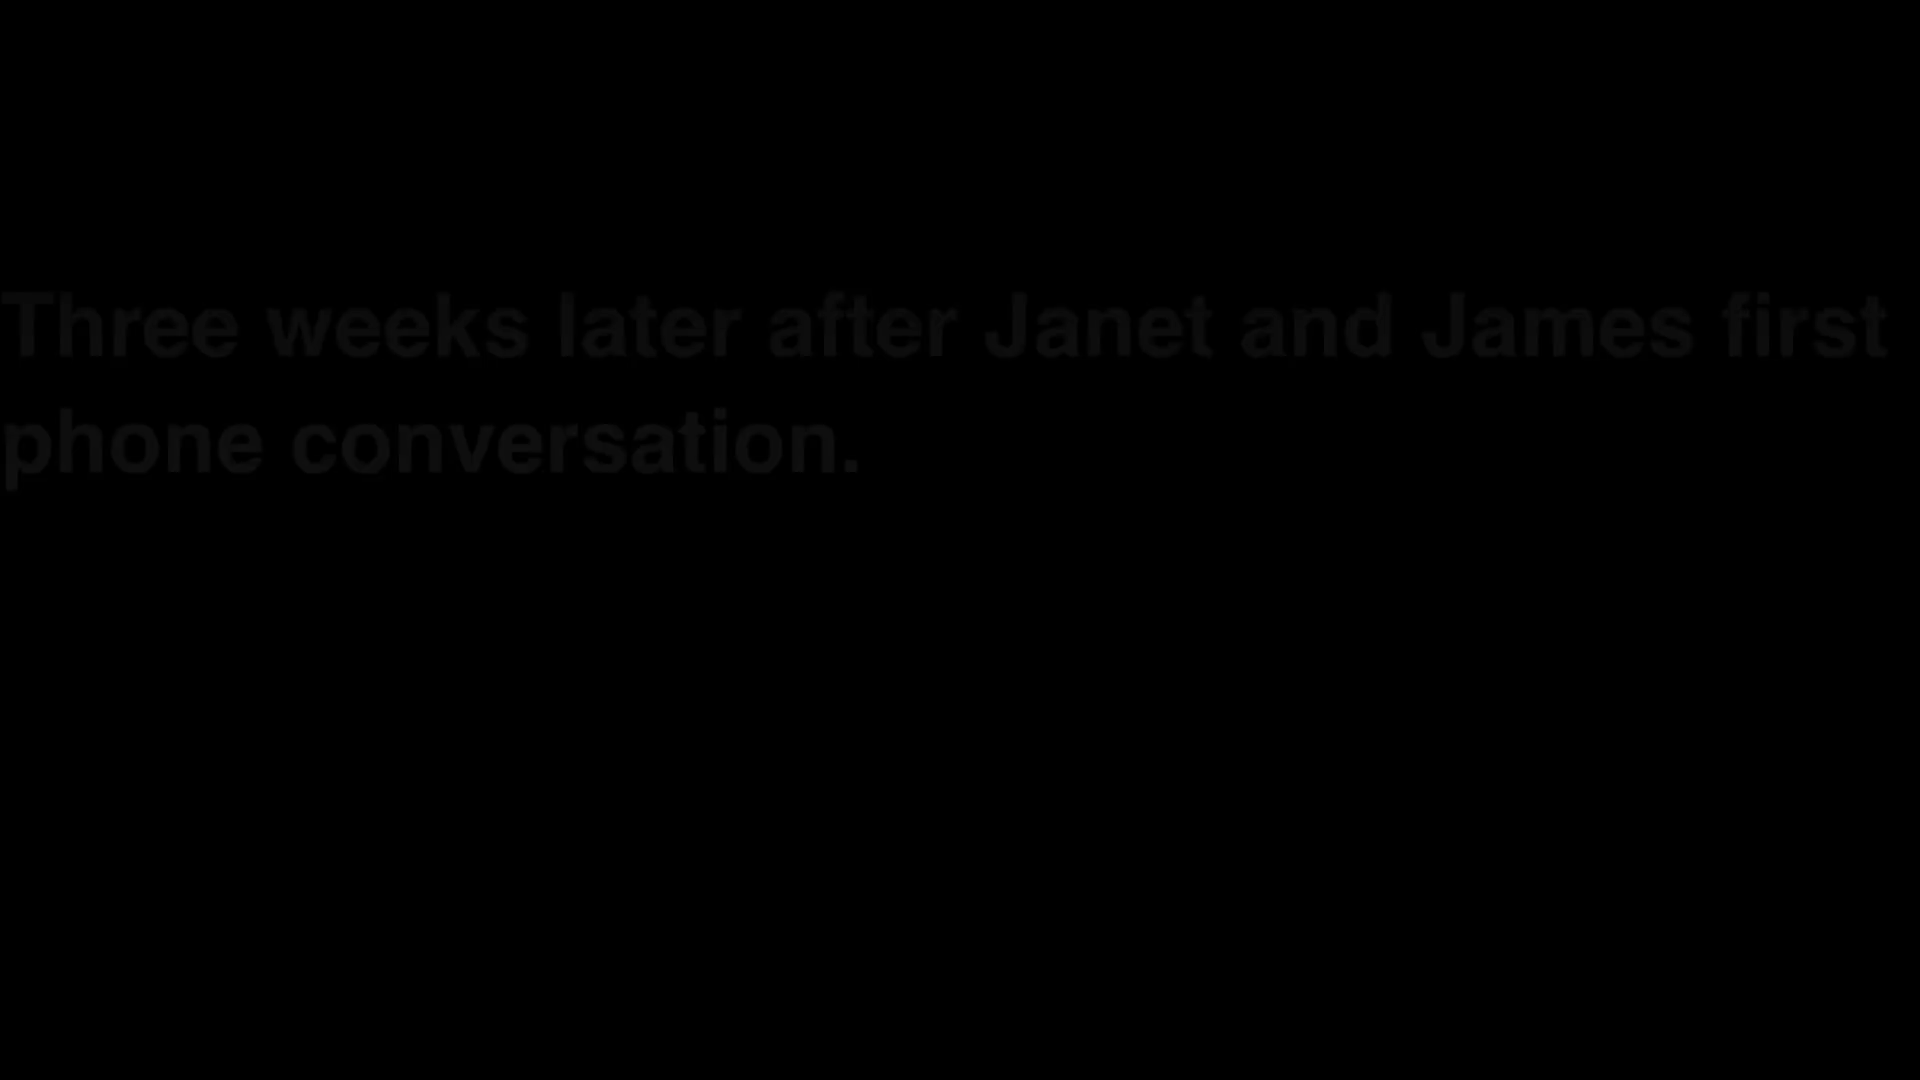 Three weeks later after Janet and James first
phone conversation.